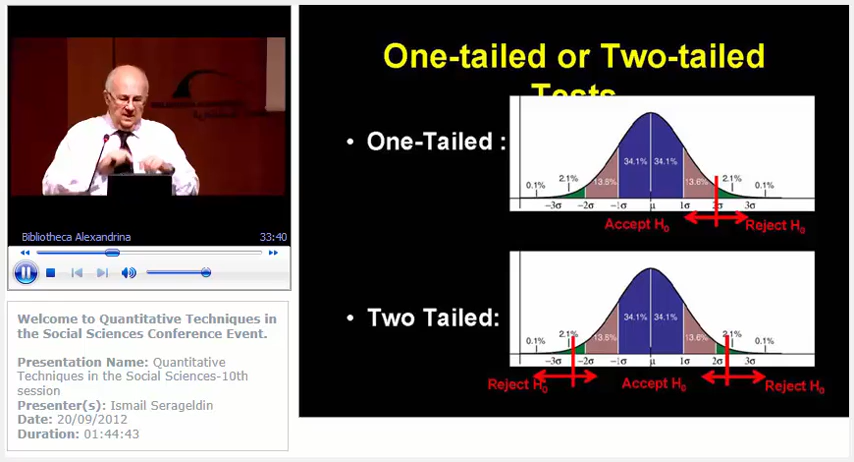 Bibliotheca Alexandrina 33:40
Welcome to Quantitative Techniques in
the Social Sciences Conference Event.
Presentation Name: Quantitative
Techniques in the Social Sciences-10th
session
Presenter(s): Ismail Serageldin
Date: 20/09/2012
Duration: 01:44:43
One-tailed or Two-tailed
Tests
• One-Tailed :
34.1% 34.1%
0.1% 2.1% 13.5% 13.6% 2.1% 0.1%
−3σ −2σ −1σ μ 1σ 2σ 3σ
Accept H₀ Reject H₀
• Two Tailed:
34.1% 34.1%
0.1% 2.1% 13.5% 13.6% 2.1% 0.1%
−3σ −2σ −1σ μ 1σ 2σ 3σ
Reject H₀ Accept H₀ Reject H₀